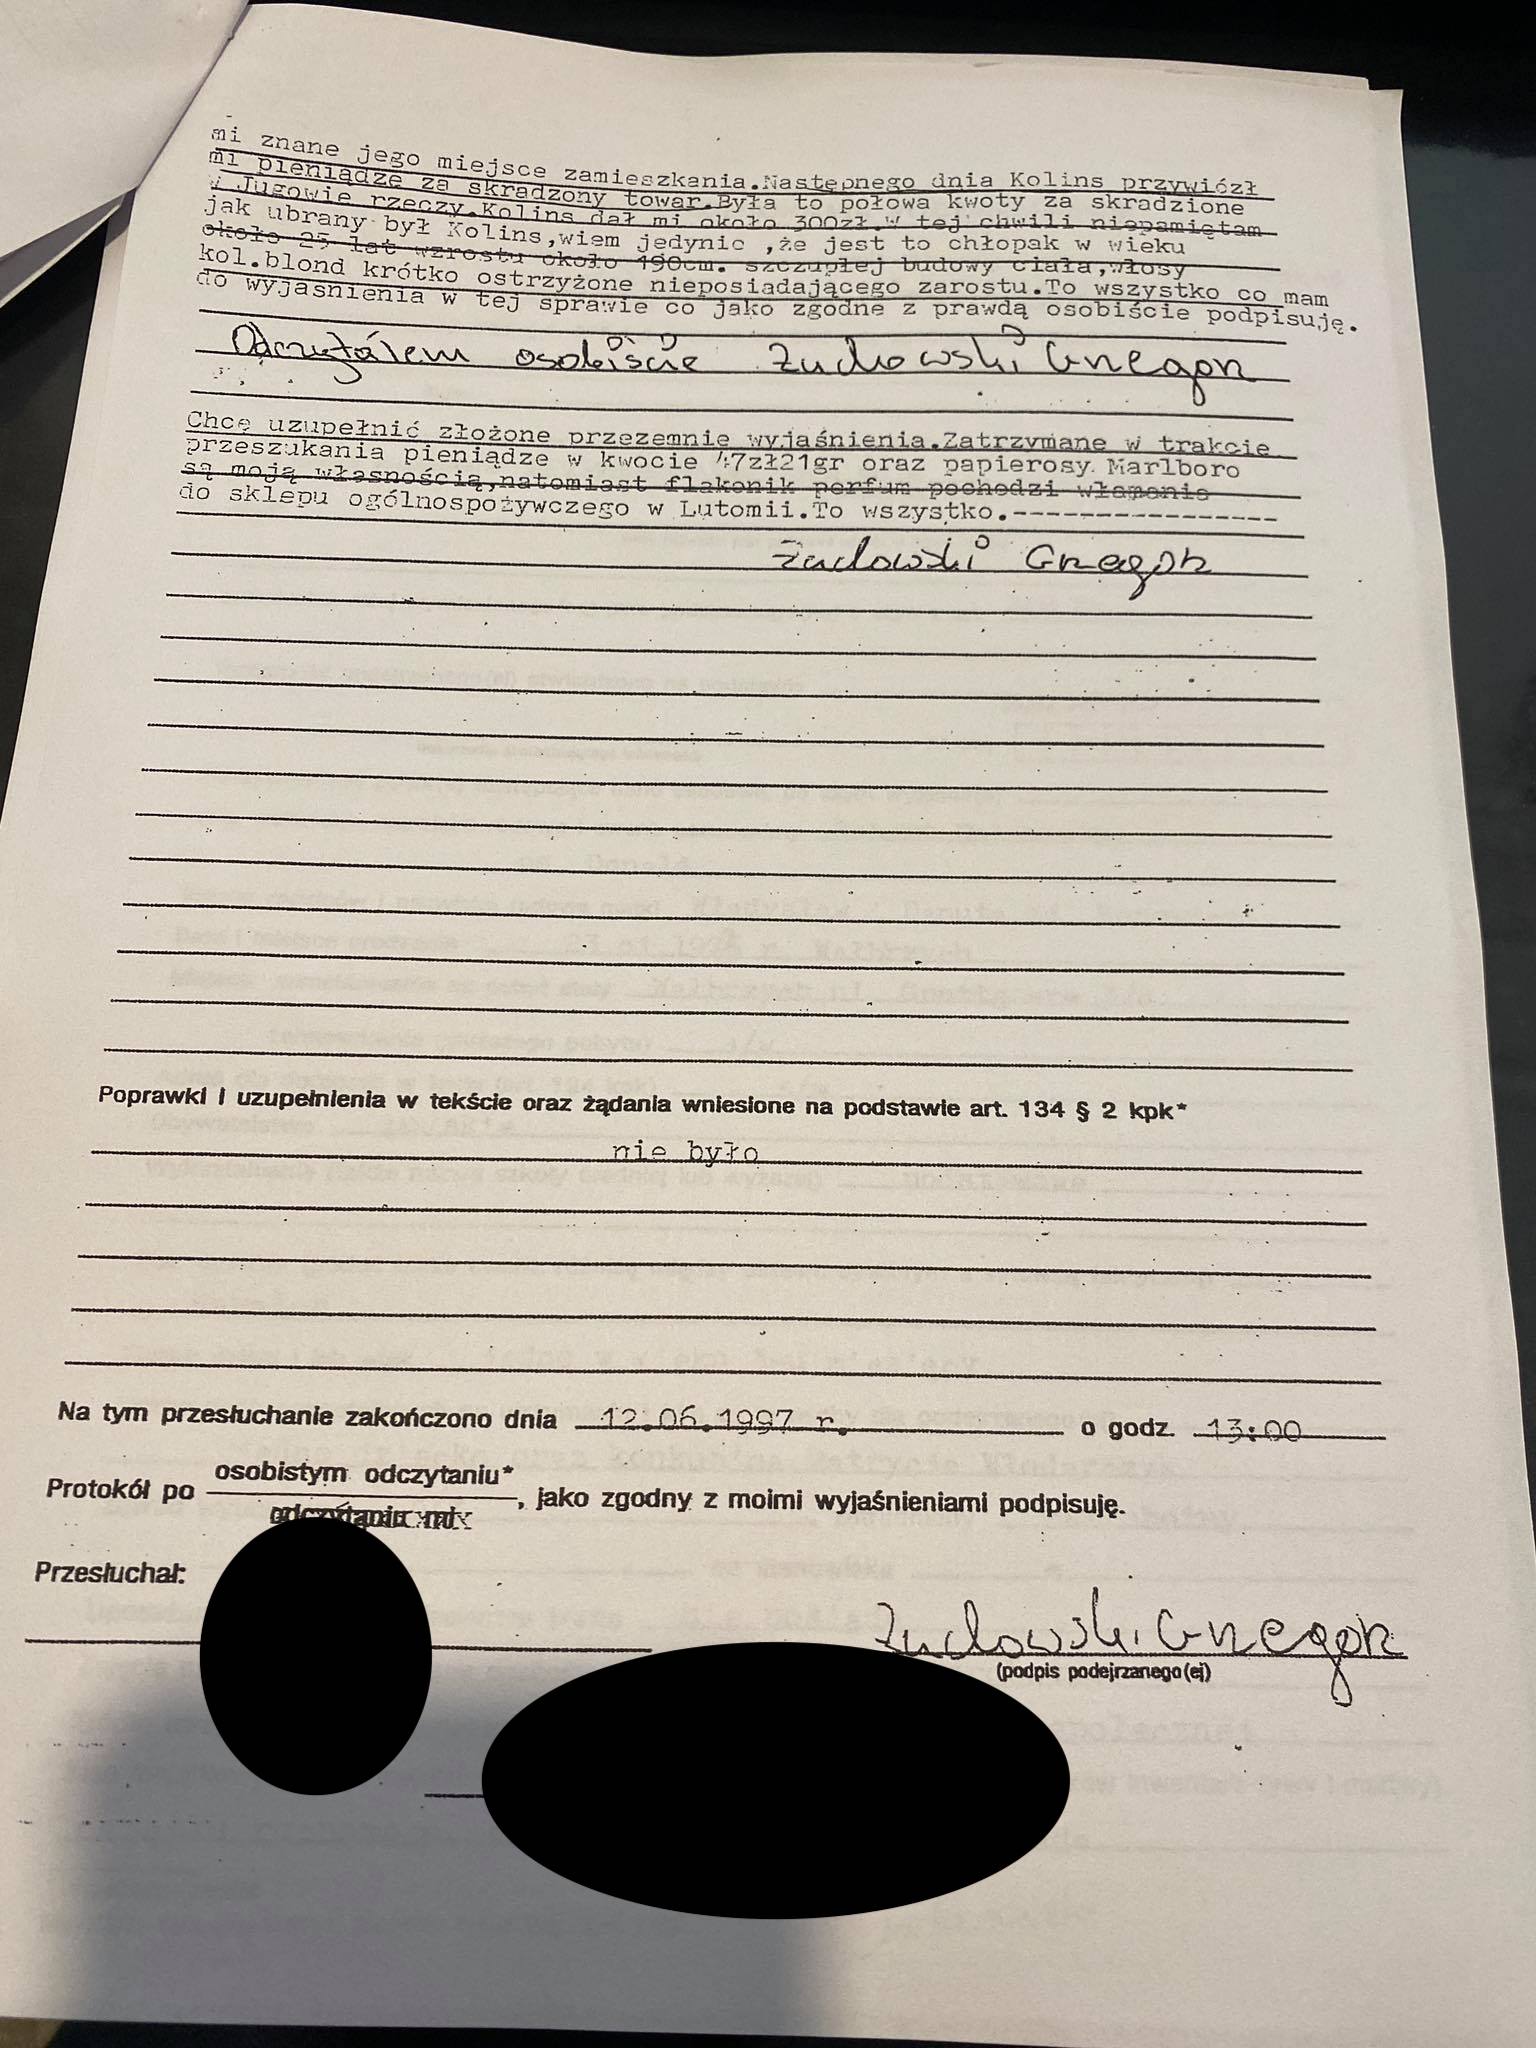 mi znane jego miejsce zamieszkania.Następnego dnia Kolins przywiózł
mi pieniądze za skradzony towar.Była to połowa kwoty za skradzione
w Jugowie rzeczy.Kolins dał mi około 300zł.w tej chwili niepamiętam
jak ubrany był Kolins,wiem jedynie ,że jest to chłopak w wieku
około 25 lat wzrostu około 190cm. szczupłej budowy ciała,włosy
kol.blond krótko ostrzyżone nieposiadającego zarostu.To wszystko co mam
do wyjaśnienia w tej sprawie co jako zgodne z prawdą osobiście podpisuję.
Odczytałem osobiście Żuchowski Grzegorz
Chcę uzupełnić złożone przezemnie wyjaśnienia.Zatrzymane w trakcie
przeszukania pieniądze w kwocie 47zł21gr oraz papierosy Marlboro
są moją własnością,natomiast flakonik perfum pochodzi włamania
do sklepu ogólnospożywczego w Lutomii.To wszystko.----------------
Żuchowski Grzegorz
Poprawki i uzupełnienia w tekście oraz żądania wniesione na podstawie art. 134 § 2 kpk*
nie było
Na tym przesłuchanie zakończono dnia 12.06.1997 r. o godz. 13:00
Protokół po osobistym odczytaniu* , jako zgodny z moimi wyjaśnieniami podpisuję.
odczytaniu mi
Przesłuchał:
Żuchowski Grzegorz
(podpis podejrzanego(ej)